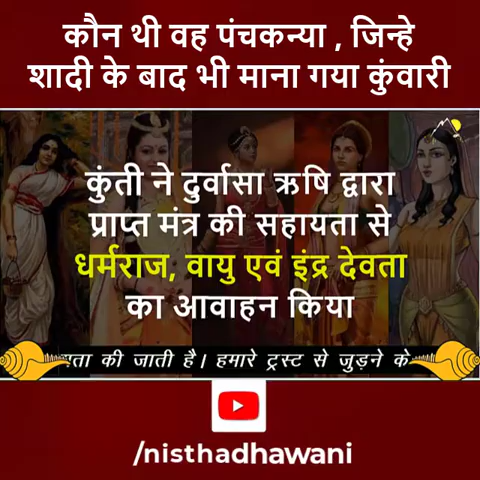 कौन थी वह पंचकन्या , जिन्हे
शादी के बाद भी माना गया कुंवारी
कुंती ने दुर्वासा ऋषि द्वारा
प्राप्त मंत्र की सहायता से
धर्मराज, वायु एवं इंद्र देवता
का आवाहन किया
की जाती है। हमारे ट्रस्ट से जुड़ने के
/nisthadhawani